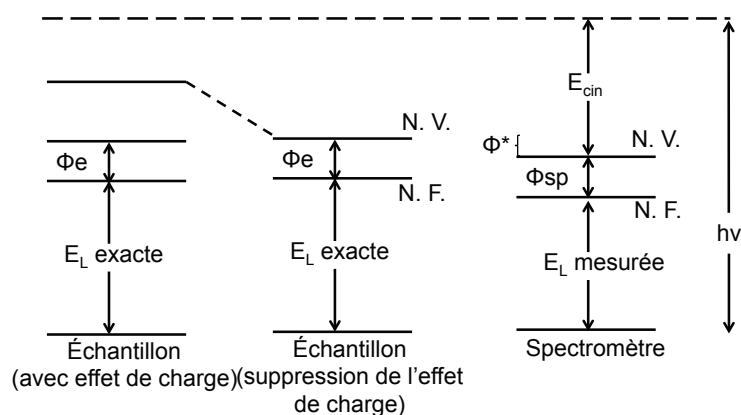 E_cin
N. V.
N. V.
Φ*
Φe
Φe
Φsp
N. F.
N. F.
hν
E_L exacte
E_L exacte
E_L mesurée
Échantillon
(avec effet de charge)
Échantillon
(suppression de l’effet
de charge)
Spectromètre